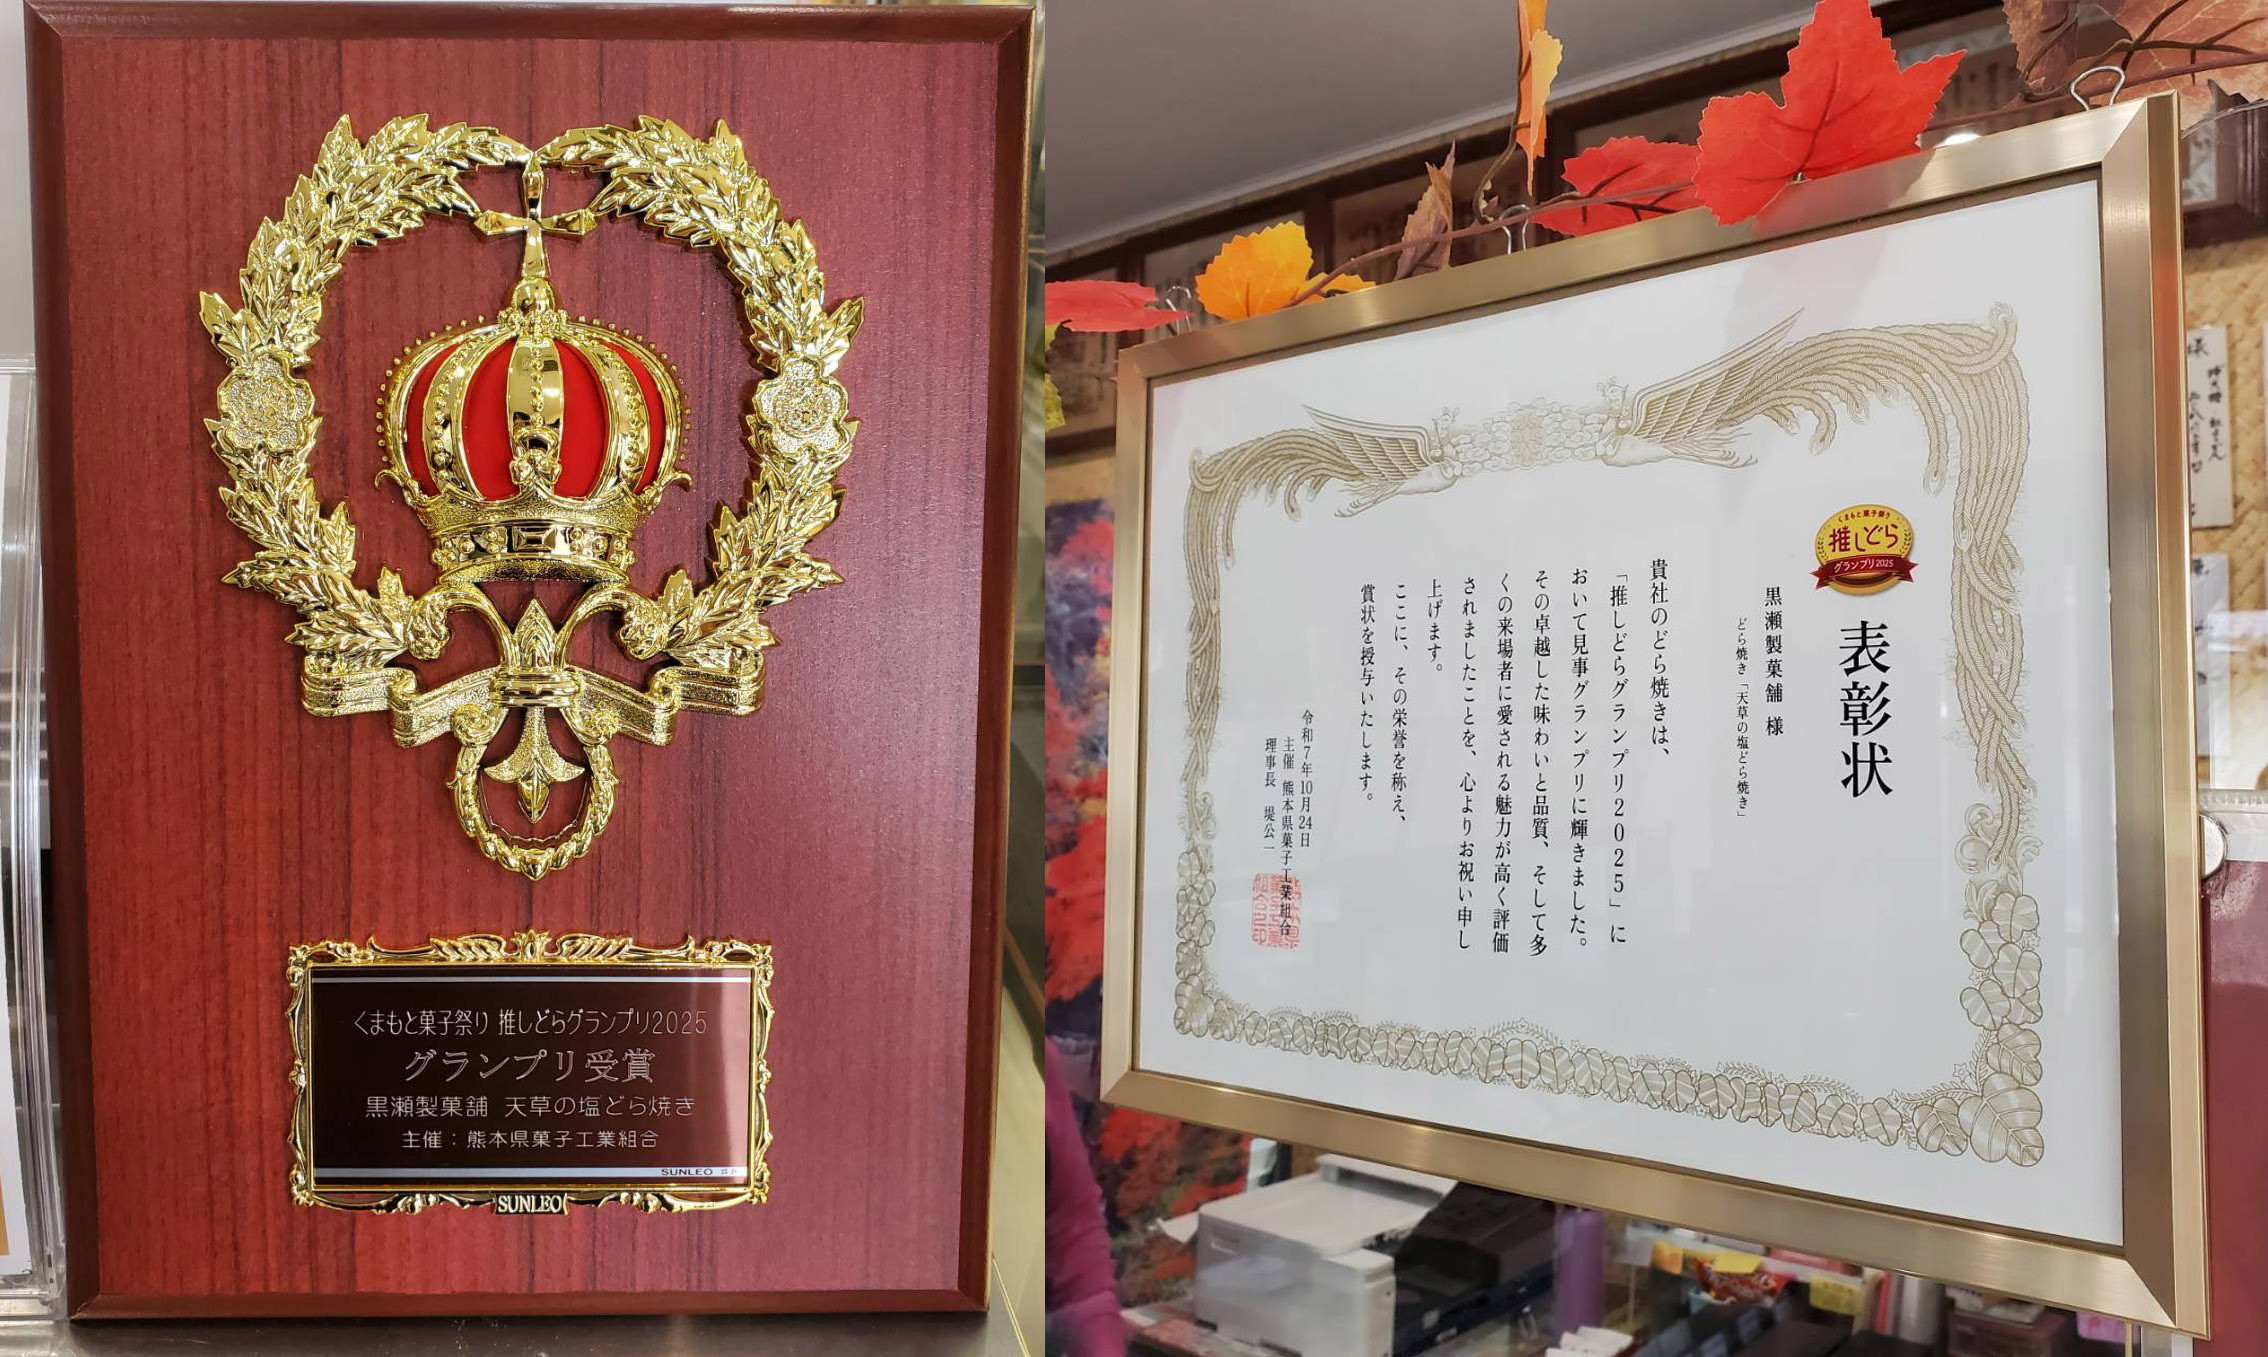 くまもと菓子祭り 推しどらグランプリ2025
グランプリ受賞
黒瀬製菓舗 天草の塩どら焼き
主催：熊本県菓子工業組合
SUNLEO
SUNLEO
くまもと菓子祭り
推しどら
グランプリ2025
表彰状
黒瀬製菓舗 様
どら焼き「天草の塩どら焼き」
貴社のどら焼きは、
「推しどらグランプリ2025」に
おいて見事グランプリに輝きました。
その卓越した味わいと品質、そして多
くの来場者に愛される魅力が高く評価
されましたことを、心よりお祝い申し
上げます。
ここに、その栄誉を称え、
賞状を授与いたします。
令和7年10月24日
主催 熊本県菓子工業組合
理事長 堤公一
様